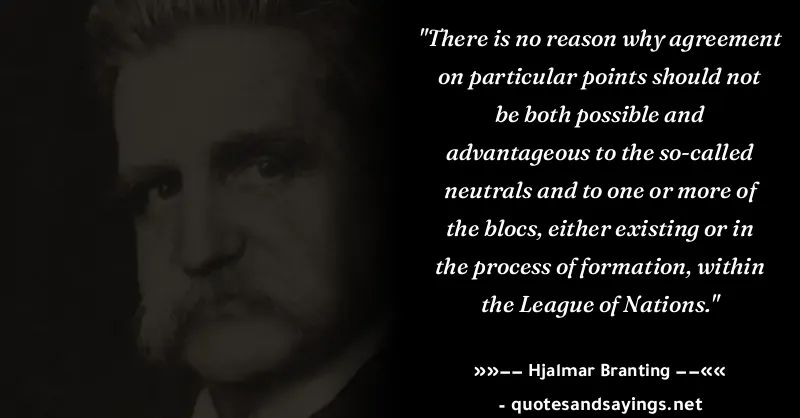 "There is no reason why agreement
on particular points should not
be both possible and
advantageous to the so-called
neutrals and to one or more of
the blocs, either existing or in
the process of formation, within
the League of Nations."
»»—— Hjalmar Branting ——««
- quotesandsayings.net